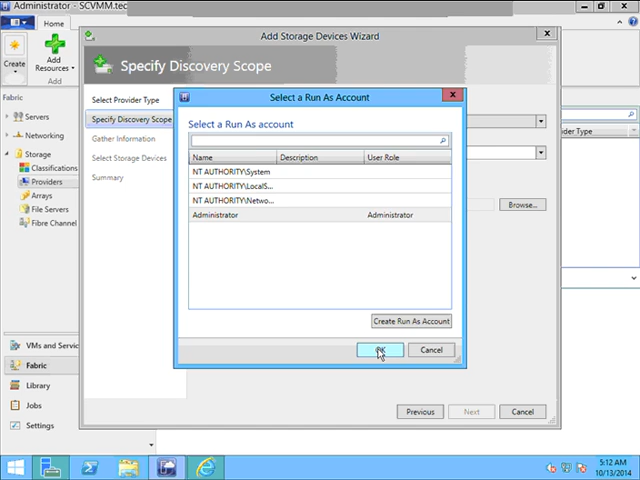 Administrator - SCVMM.tec
Home
Create
Add
Resources
Add
Add Storage Devices Wizard
Specify Discovery Scope
Select Provider Type
Specify Discovery Scope
Gather Information
Select Storage Devices
Summary
Fabric
Servers
Networking
Storage
Classifications
Providers
Arrays
File Servers
Fibre Channel
Select a Run As Account
Select a Run As account
Name Description User Role
NT AUTHORITY\System
NT AUTHORITY\LocalS...
NT AUTHORITY\Netwo...
Administrator Administrator
Create Run As Account
OK Cancel
Browse...
der Type
VMs and Servic
Fabric
Library
Jobs
Settings
Previous Next Cancel
5:12 AM
10/13/2014